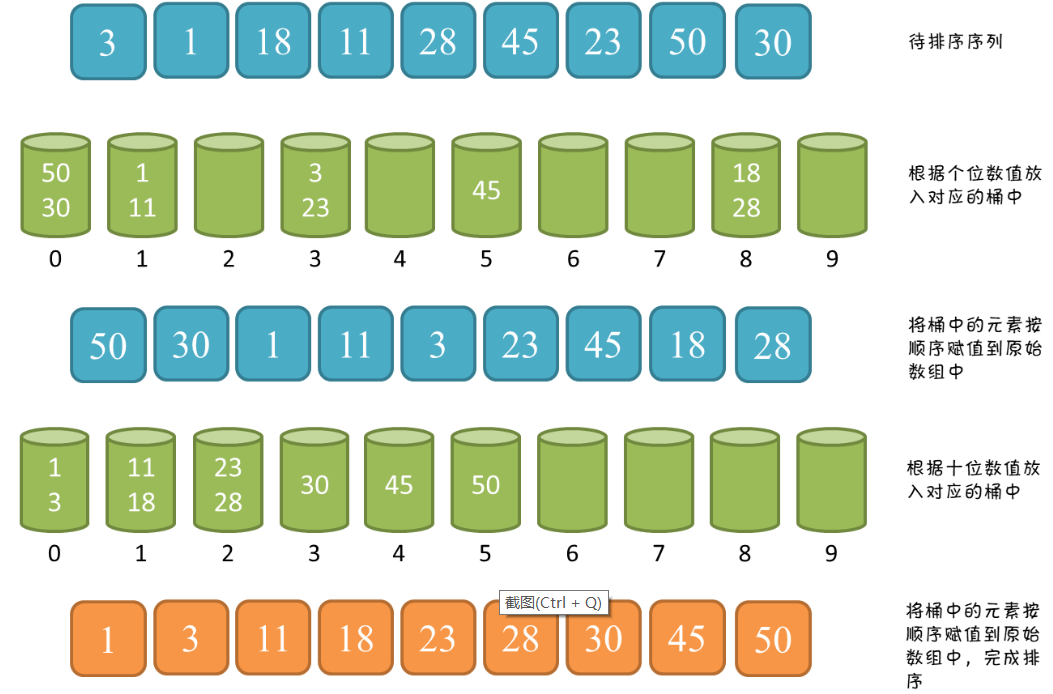 3 1 18 11 28 45 23 50 30
待排序序列
50 1 3 45 18
30 11 23 28
根据个位数值放
入对应的桶中
0 1 2 3 4 5 6 7 8 9
50 30 1 11 3 23 45 18 28
将桶中的元素按
顺序赋值到原始
数组中
1 11 23 30 45 50
3 18 28
根据十位数值放
入对应的桶中
0 1 2 3 4 5 6 7 8 9
截图(Ctrl + Q)
1 3 11 18 23 28 30 45 50
将桶中的元素按
顺序赋值到原始
数组中，完成排
序